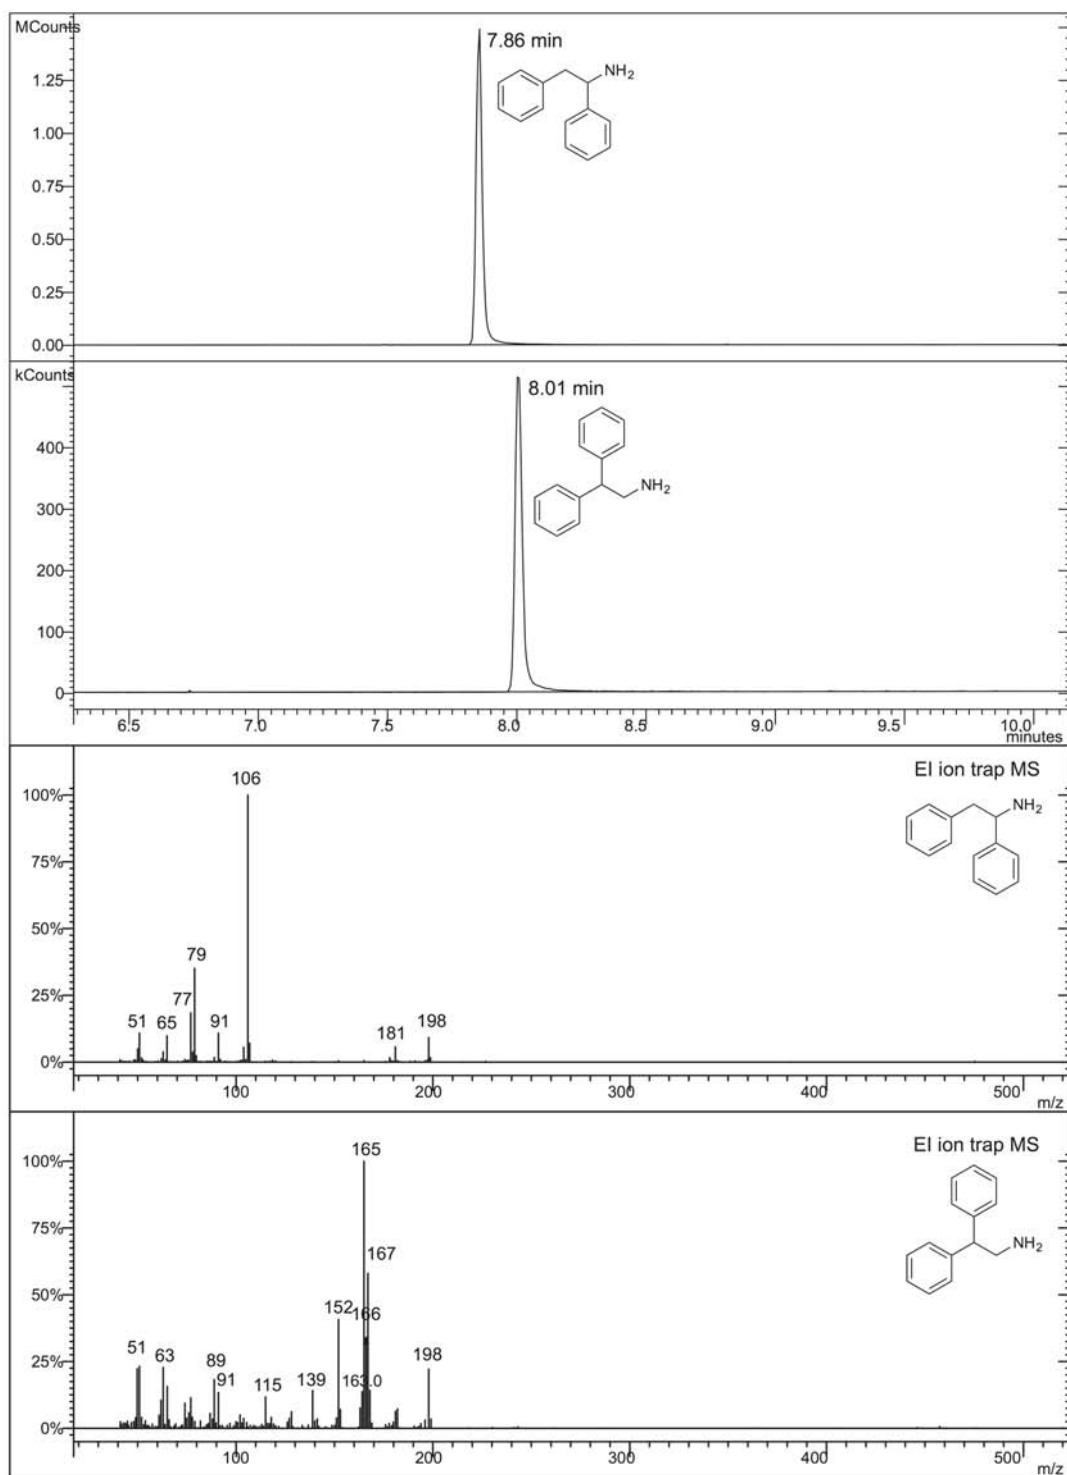 MCounts
7.86 min
NH2
1.25
1.00
0.75
0.50
0.25
0.00
kCounts
8.01 min
NH2
400
300
200
100
0
6.5 7.0 7.5 8.0 8.5 9.0 9.5 10.0
minutes
EI ion trap MS
NH2
106
100%
75%
50%
79
25%
77
51 65 91 181 198
0%
100 200 300 400 500
m/z
EI ion trap MS
NH2
165
100%
75%
167
50%
152 166
25%
51 63 89 91 115 139 163.0 198
0%
100 200 300 400 500
m/z